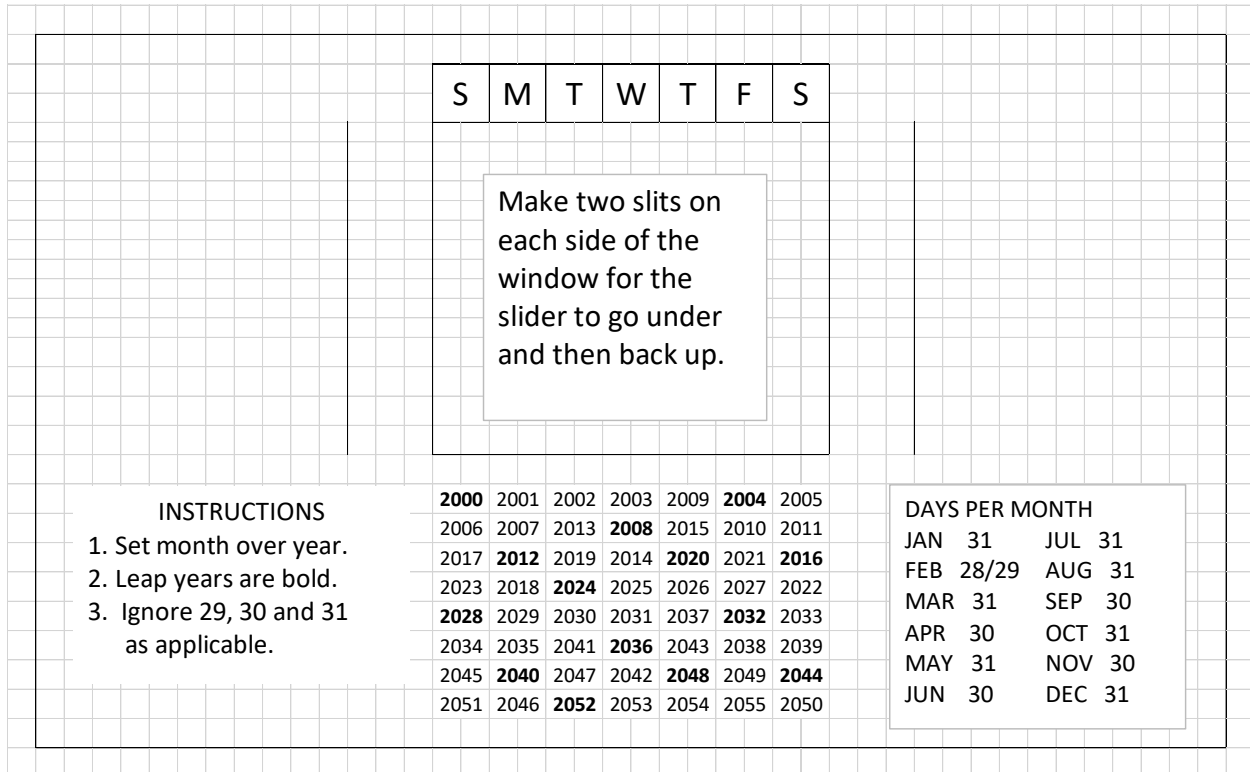 S M T W T F S
Make two slits on
each side of the
window for the
slider to go under
and then back up.
INSTRUCTIONS
1. Set month over year.
2. Leap years are bold.
3. Ignore 29, 30 and 31
as applicable.
2000 2001 2002 2003 2009 2004 2005
2006 2007 2013 2008 2015 2010 2011
2017 2012 2019 2014 2020 2021 2016
2023 2018 2024 2025 2026 2027 2022
2028 2029 2030 2031 2037 2032 2033
2034 2035 2041 2036 2043 2038 2039
2045 2040 2047 2042 2048 2049 2044
2051 2046 2052 2053 2054 2055 2050
DAYS PER MONTH
JAN 31 JUL 31
FEB 28/29 AUG 31
MAR 31 SEP 30
APR 30 OCT 31
MAY 31 NOV 30
JUN 30 DEC 31